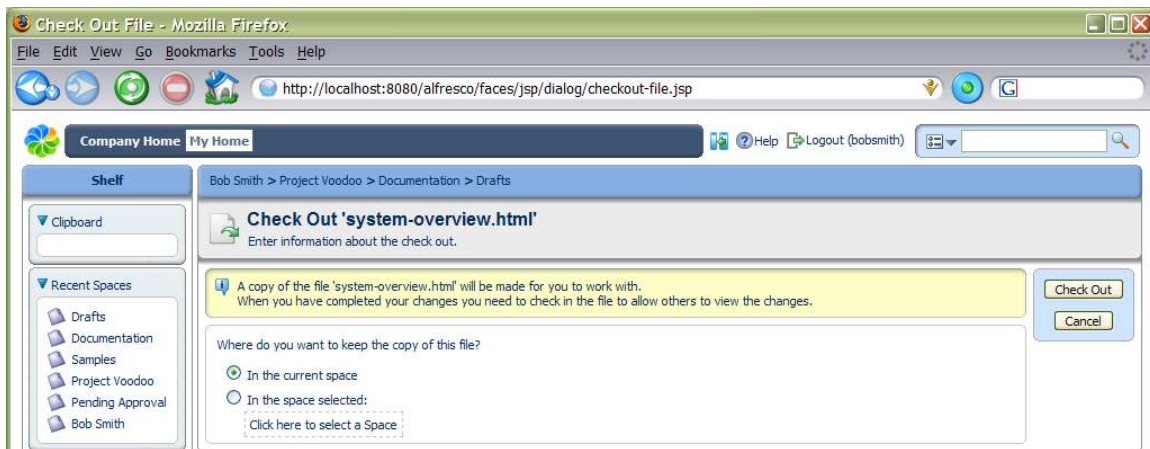 Check Out File - Mozilla Firefox
File Edit View Go Bookmarks Tools Help
http://localhost:8080/alfresco/faces/jsp/dialog/checkout-file.jsp
G
Company Home My Home
Help Logout (bobsmith)
Shelf
Bob Smith > Project Voodoo > Documentation > Drafts
Clipboard
Check Out 'system-overview.html'
Enter information about the check out.
Recent Spaces
Drafts
Documentation
Samples
Project Voodoo
Pending Approval
Bob Smith
A copy of the file 'system-overview.html' will be made for you to work with.
When you have completed your changes you need to check in the file to allow others to view the changes.
Check Out
Cancel
Where do you want to keep the copy of this file?
In the current space
In the space selected:
Click here to select a Space